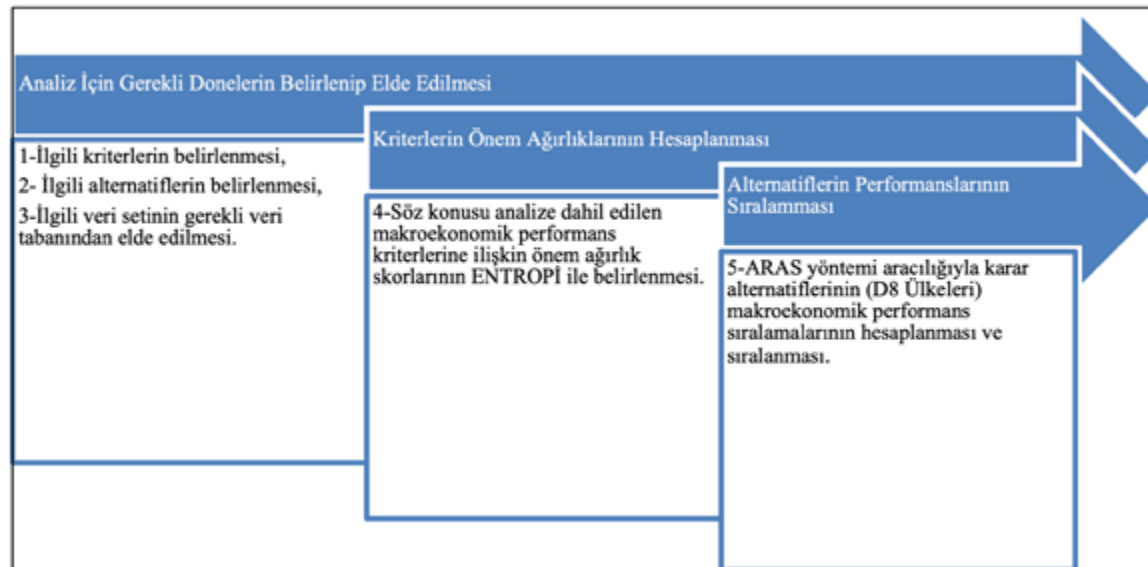 Analiz İçin Gerekli Donelerin Belirlenip Elde Edilmesi
1-İlgili kriterlerin belirlenmesi,
2- İlgili alternatiflerin belirlenmesi,
3-İlgili veri setinin gerekli veri
tabanından elde edilmesi.
Kriterlerin Önem Ağırlıklarının Hesaplanması
4-Söz konusu analize dahil edilen
makroekonomik performans
kriterlerine ilişkin önem ağırlık
skorlarının ENTROPİ ile belirlenmesi.
Alternatiflerin Performanslarının
Sıralamması
5-ARAS yöntemi aracılığıyla karar
alternatiflerinin (D8 Ülkeleri)
makroekonomik performans
sıralamalarının hesaplanması ve
sıralanması.